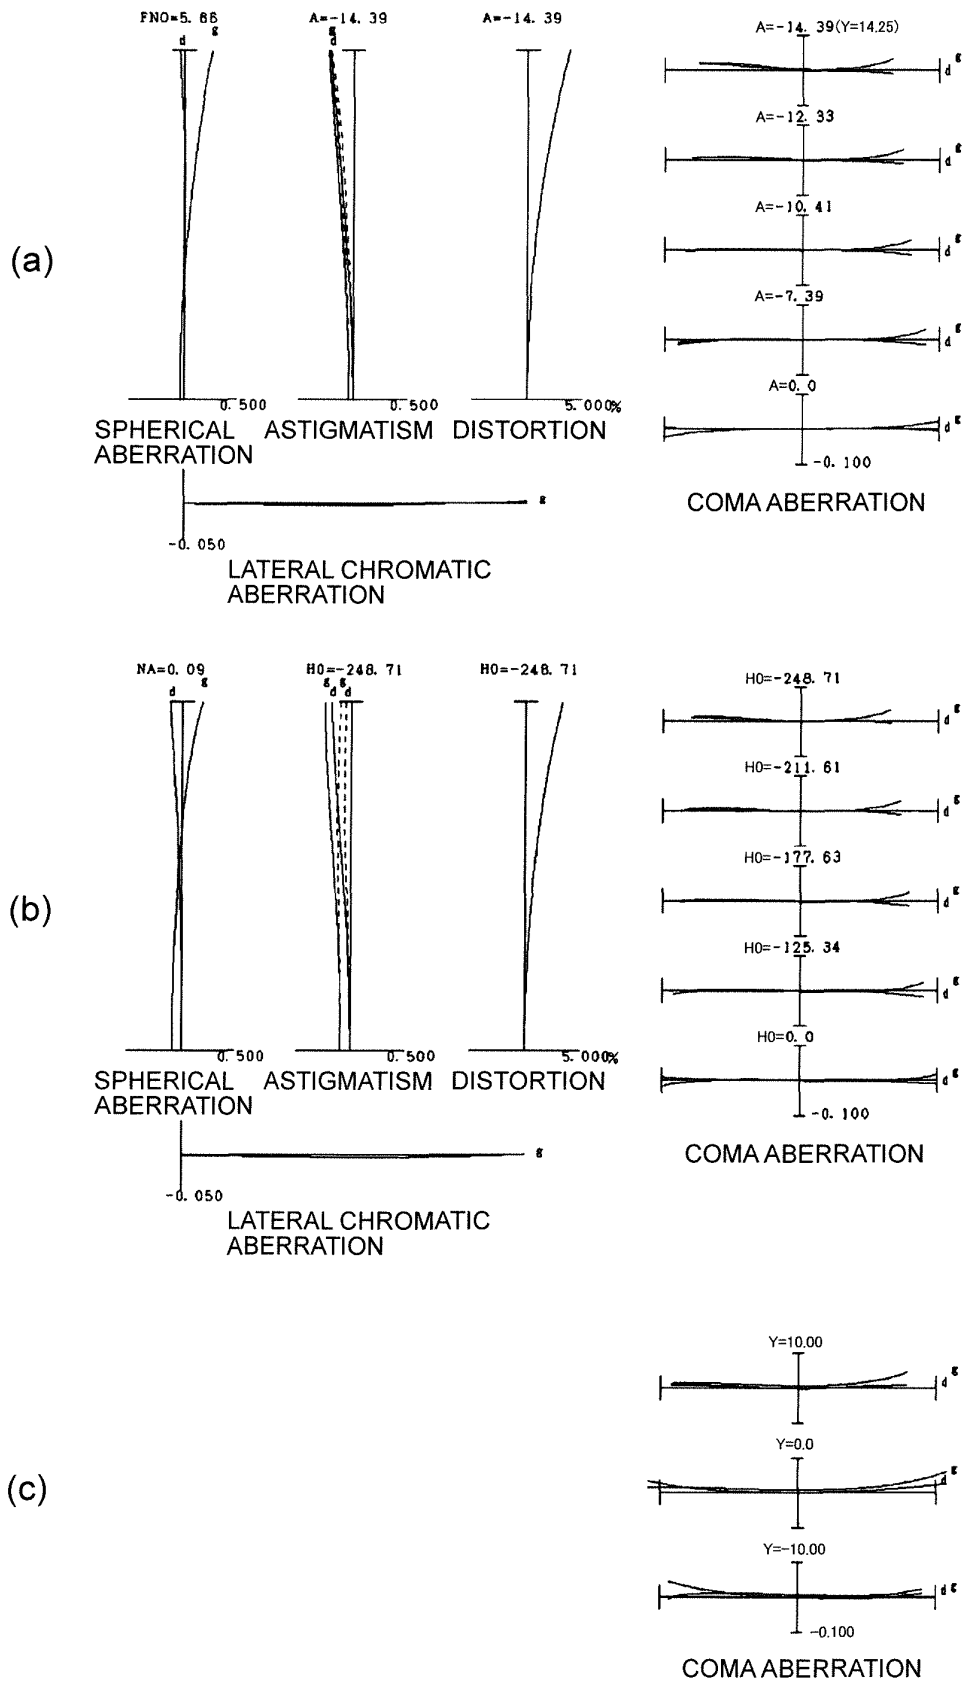 (a)
FNO=5.66
d
g
0.500
SPHERICAL
ABERRATION
A=-14.39
g
d
0.500
ASTIGMATISM
A=-14.39
5.000%
DISTORTION
g
-0.050
LATERAL CHROMATIC
ABERRATION
A=-14.39(Y=14.25)
d g
A=-12.33
d g
A=-10.41
d g
A=-7.39
d g
A=0.0
d g
-0.100
COMA ABERRATION
(b)
NA=0.09
d
g
0.500
SPHERICAL
ABERRATION
H0=-248.71
g g
d d
0.500
ASTIGMATISM
H0=-248.71
5.000%
DISTORTION
g
-0.050
LATERAL CHROMATIC
ABERRATION
H0=-248.71
d g
H0=-211.61
d g
H0=-177.63
d g
H0=-125.34
d g
H0=0.0
d g
-0.100
COMA ABERRATION
(c)
Y=10.00
d g
Y=0.0
g
d
Y=-10.00
d g
-0.100
COMA ABERRATION